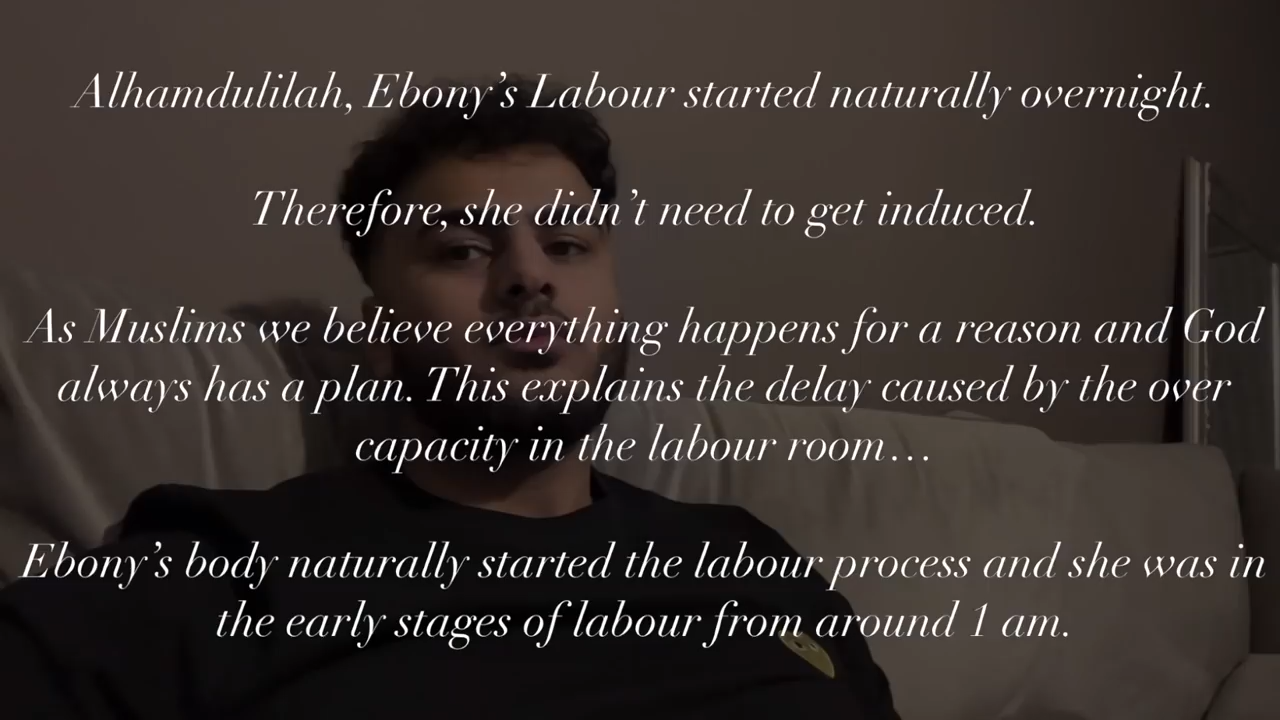 Alhamdulilah, Ebony’s Labour started naturally overnight.
Therefore, she didn’t need to get induced.
As Muslims we believe everything happens for a reason and God
always has a plan. This explains the delay caused by the over
capacity in the labour room…
Ebony’s body naturally started the labour process and she was in
the early stages of labour from around 1 am.